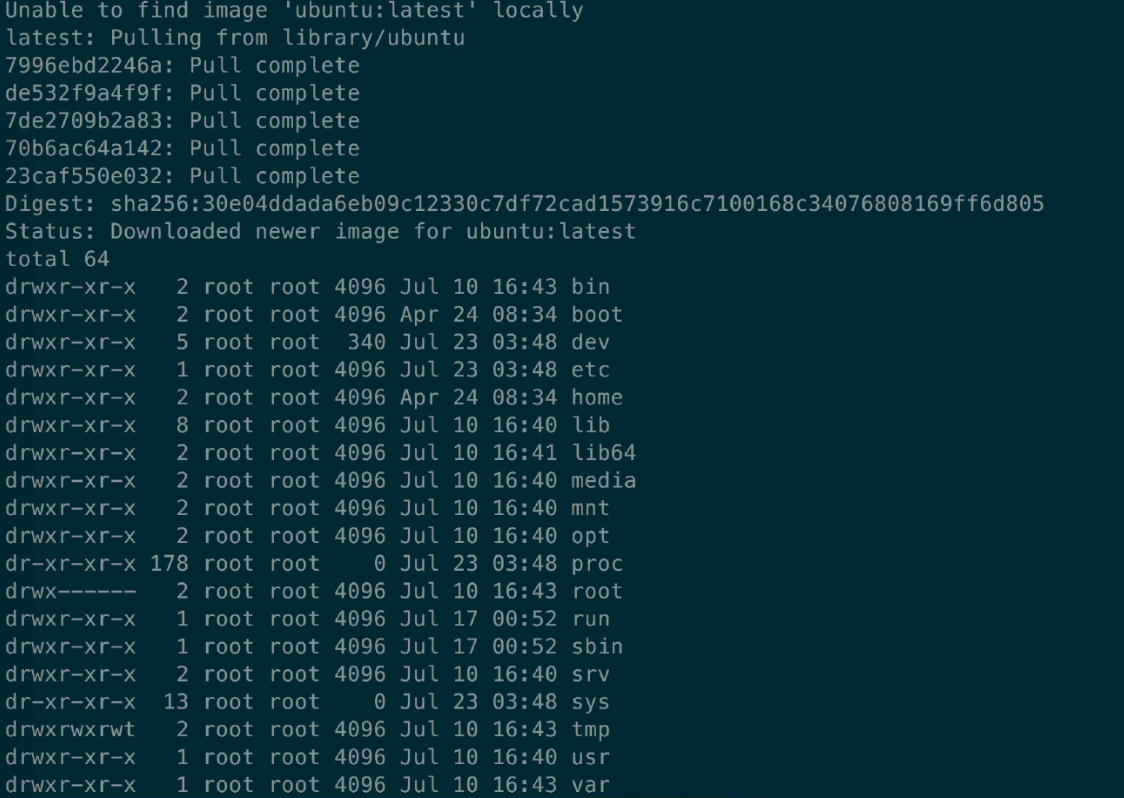 Unable to find image 'ubuntu:latest' locally
latest: Pulling from library/ubuntu
7996ebd2246a: Pull complete
de532f9a4f9f: Pull complete
7de2709b2a83: Pull complete
70b6ac64a142: Pull complete
23caf550e032: Pull complete
Digest: sha256:30e04ddada6eb09c12330c7df72cad1573916c7100168c34076808169ff6d805
Status: Downloaded newer image for ubuntu:latest
total 64
drwxr-xr-x   2 root root 4096 Jul 10 16:43 bin
drwxr-xr-x   2 root root 4096 Apr 24 08:34 boot
drwxr-xr-x   5 root root  340 Jul 23 03:48 dev
drwxr-xr-x   1 root root 4096 Jul 23 03:48 etc
drwxr-xr-x   2 root root 4096 Apr 24 08:34 home
drwxr-xr-x   8 root root 4096 Jul 10 16:40 lib
drwxr-xr-x   2 root root 4096 Jul 10 16:41 lib64
drwxr-xr-x   2 root root 4096 Jul 10 16:40 media
drwxr-xr-x   2 root root 4096 Jul 10 16:40 mnt
drwxr-xr-x   2 root root 4096 Jul 10 16:40 opt
dr-xr-xr-x 178 root root    0 Jul 23 03:48 proc
drwx------   2 root root 4096 Jul 10 16:43 root
drwxr-xr-x   1 root root 4096 Jul 17 00:52 run
drwxr-xr-x   1 root root 4096 Jul 17 00:52 sbin
drwxr-xr-x   2 root root 4096 Jul 10 16:40 srv
dr-xr-xr-x  13 root root    0 Jul 23 03:48 sys
drwxrwxrwt   2 root root 4096 Jul 10 16:43 tmp
drwxr-xr-x   1 root root 4096 Jul 10 16:40 usr
drwxr-xr-x   1 root root 4096 Jul 10 16:43 var